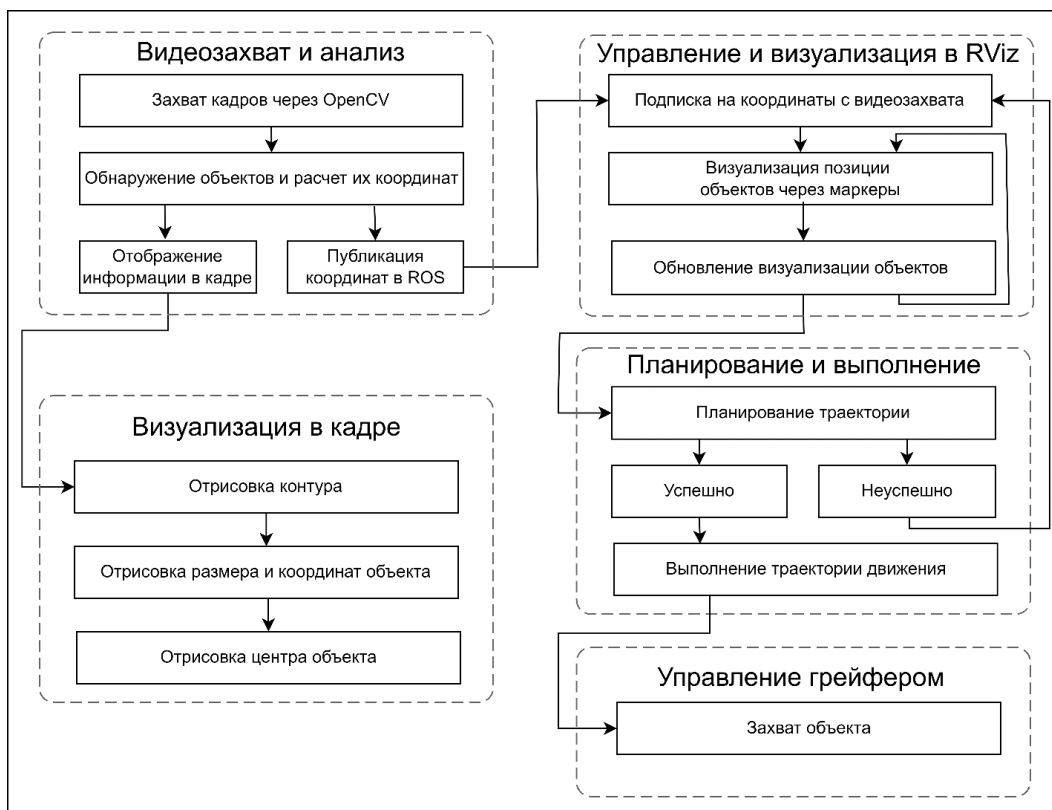 Видеозахват и анализ
Захват кадров через OpenCV
Обнаружение объектов и расчет их координат
Отображение
информации в кадре
Публикация
координат в ROS
Управление и визуализация в RViz
Подписка на координаты с видеозахвата
Визуализация позиции
объектов через маркеры
Обновление визуализации объектов
Визуализация в кадре
Отрисовка контура
Отрисовка размера и координат объекта
Отрисовка центра объекта
Планирование и выполнение
Планирование траектории
Успешно
Неуспешно
Выполнение траектории движения
Управление грейфером
Захват объекта